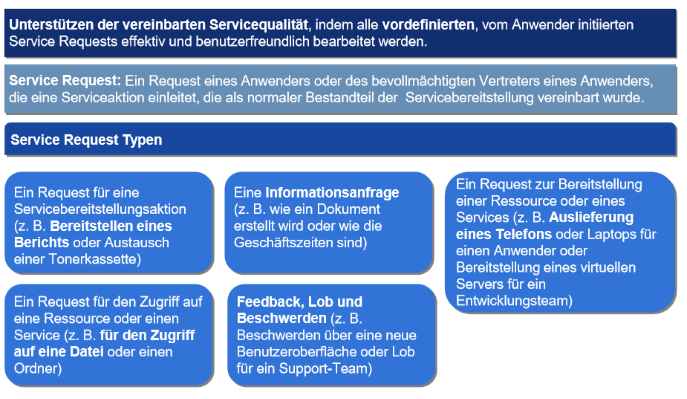 Unterstützen der vereinbarten Servicequalität, indem alle vordefinierten, vom Anwender initiierten
Service Requests effektiv und benutzerfreundlich bearbeitet werden.
Service Request: Ein Request eines Anwenders oder des bevollmächtigten Vertreters eines Anwenders,
die eine Serviceaktion einleitet, die als normaler Bestandteil der Servicebereitstellung vereinbart wurde.
Service Request Typen
Ein Request für eine
Servicebereitstellungsaktion
(z. B. Bereitstellen eines
Berichts oder Austausch
einer Tonerkassette)
Eine Informationsanfrage
(z. B. wie ein Dokument
erstellt wird oder wie die
Geschäftszeiten sind)
Ein Request zur Bereitstellung
einer Ressource oder eines
Services (z. B. Auslieferung
eines Telefons oder Laptops für
einen Anwender oder
Bereitstellung eines virtuellen
Servers für ein
Entwicklungsteam)
Ein Request für den Zugriff auf
eine Ressource oder einen
Service (z. B. für den Zugriff
auf eine Datei oder einen
Ordner)
Feedback, Lob und
Beschwerden (z. B.
Beschwerden über eine neue
Benutzeroberfläche oder Lob
für ein Support-Team)